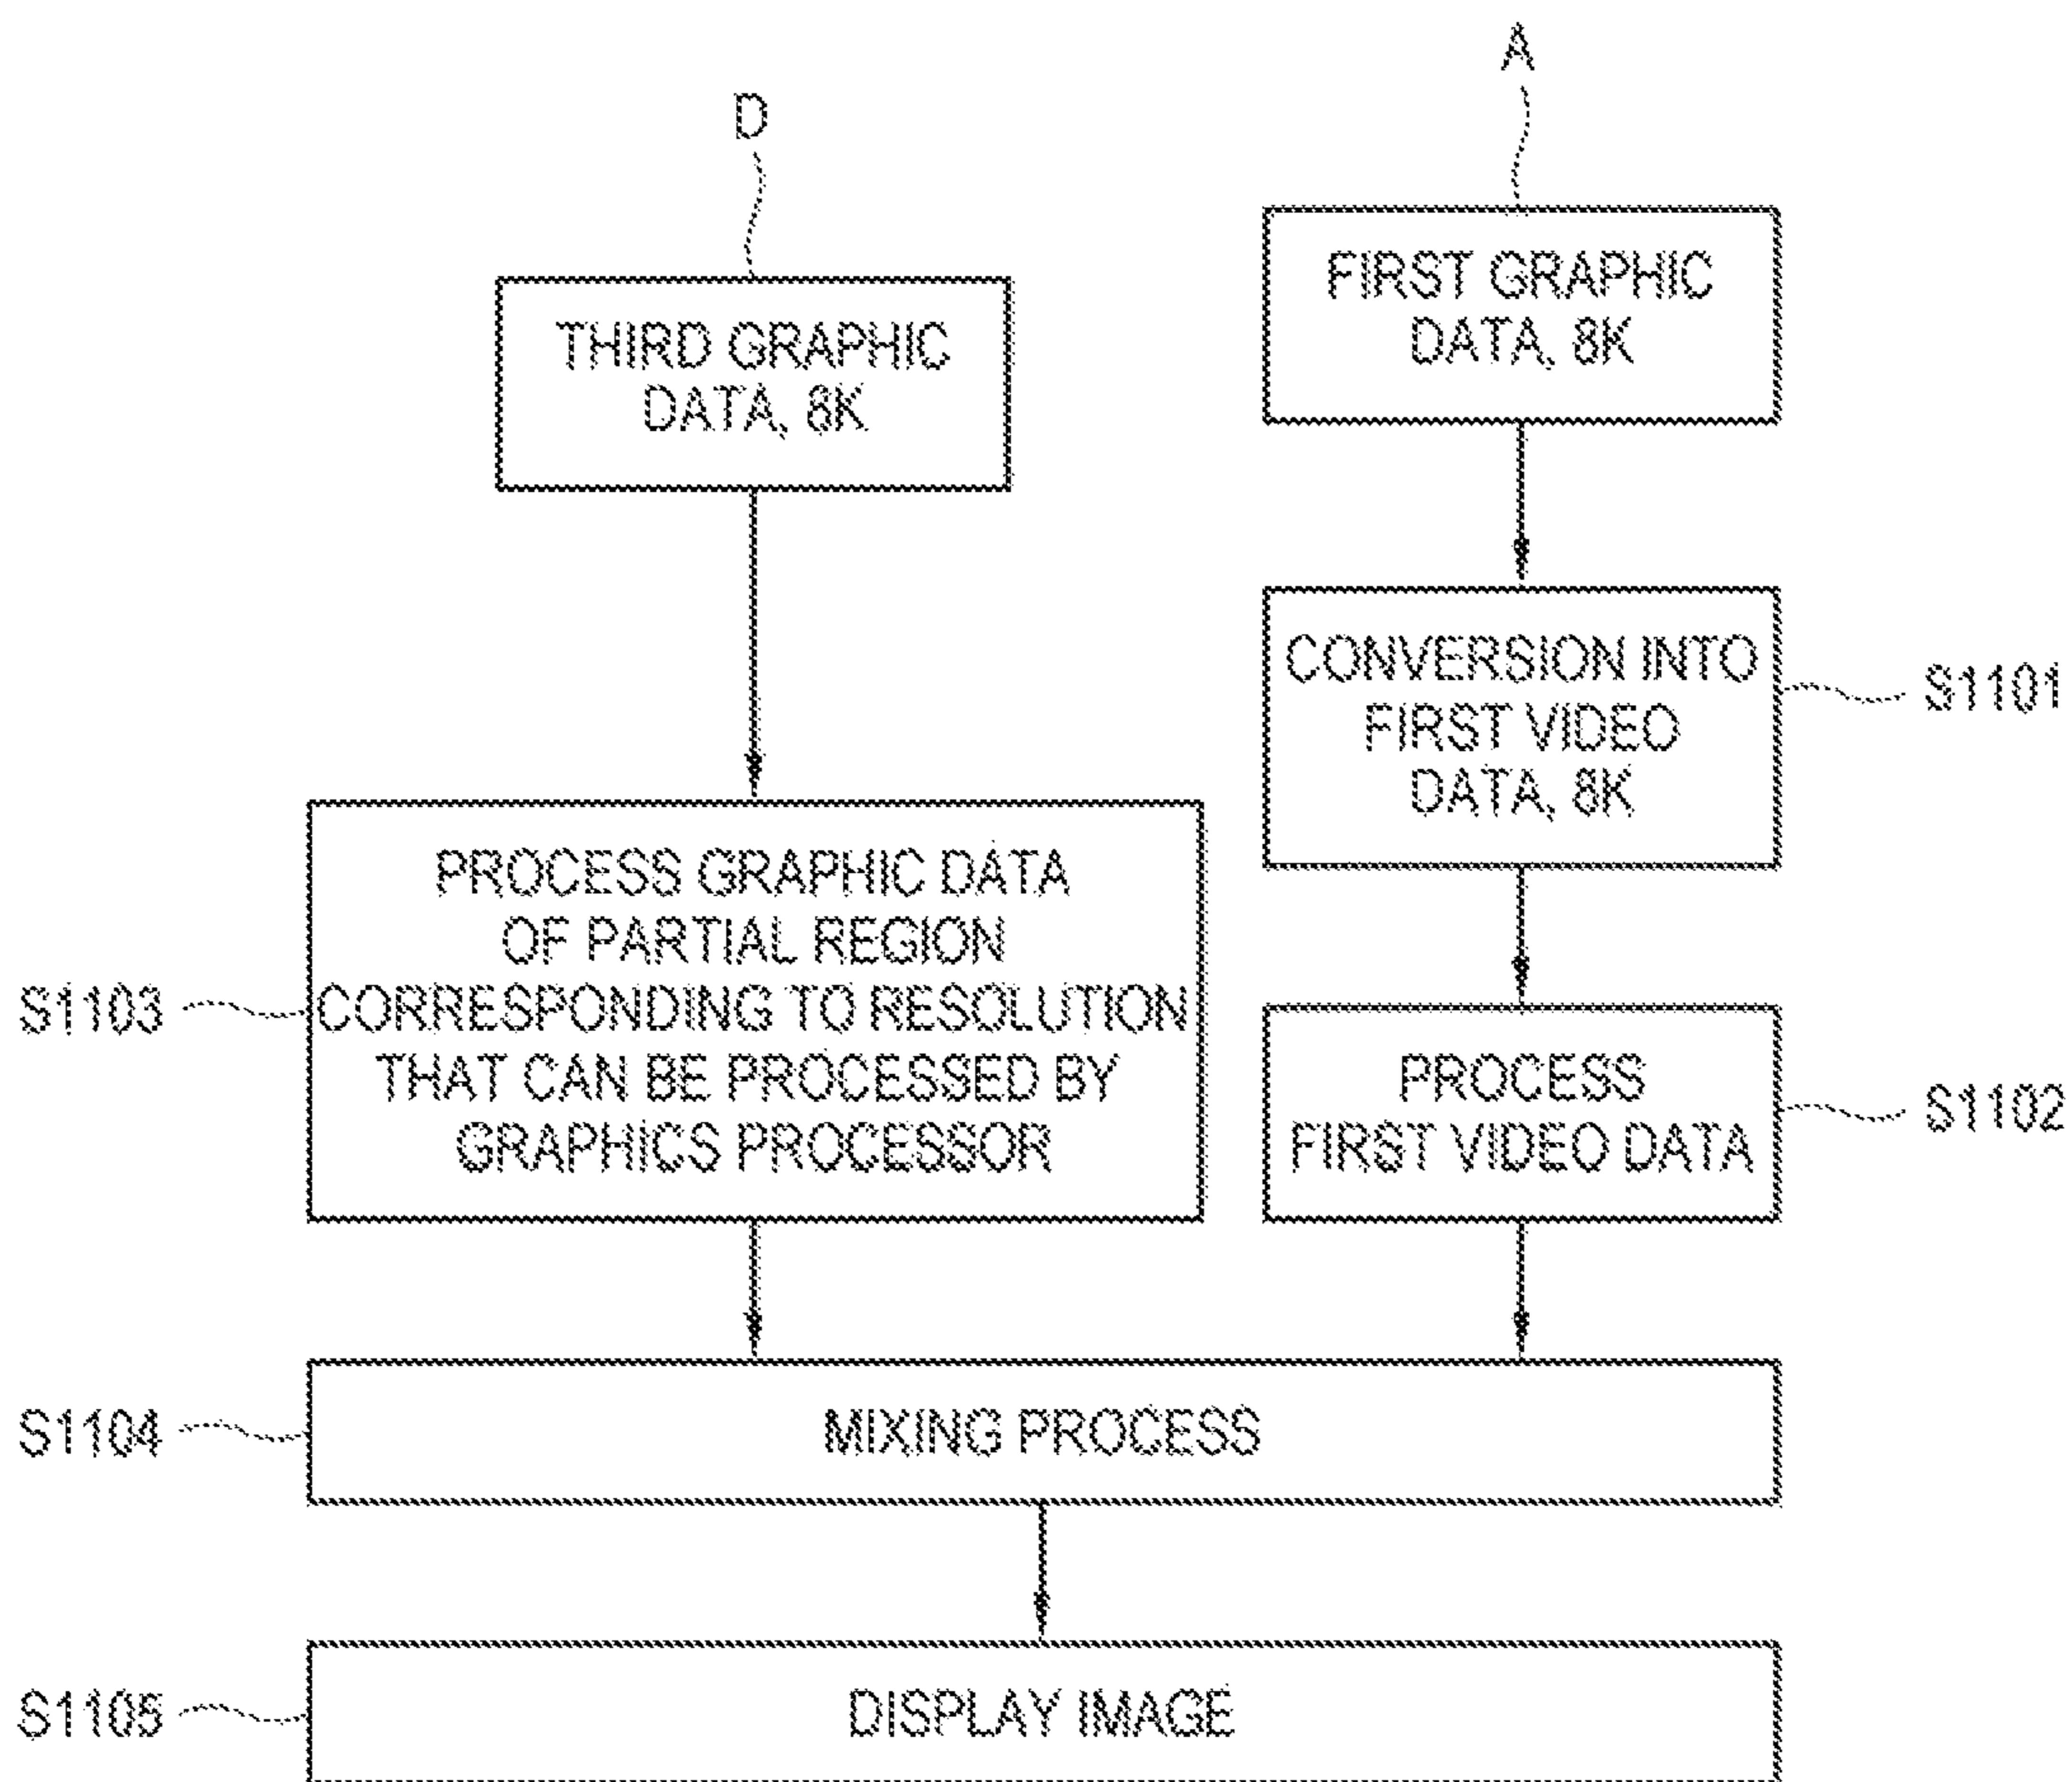 A
D
FIRST GRAPHIC
DATA, 8K
THIRD GRAPHIC
DATA, 8K
CONVERSION INTO
FIRST VIDEO
DATA, 8K
S1101
PROCESS GRAPHIC DATA
OF PARTIAL REGION
CORRESPONDING TO RESOLUTION
THAT CAN BE PROCESSED BY
GRAPHICS PROCESSOR
S1103
PROCESS
FIRST VIDEO DATA
S1102
S1104
MIXING PROCESS
S1105
DISPLAY IMAGE